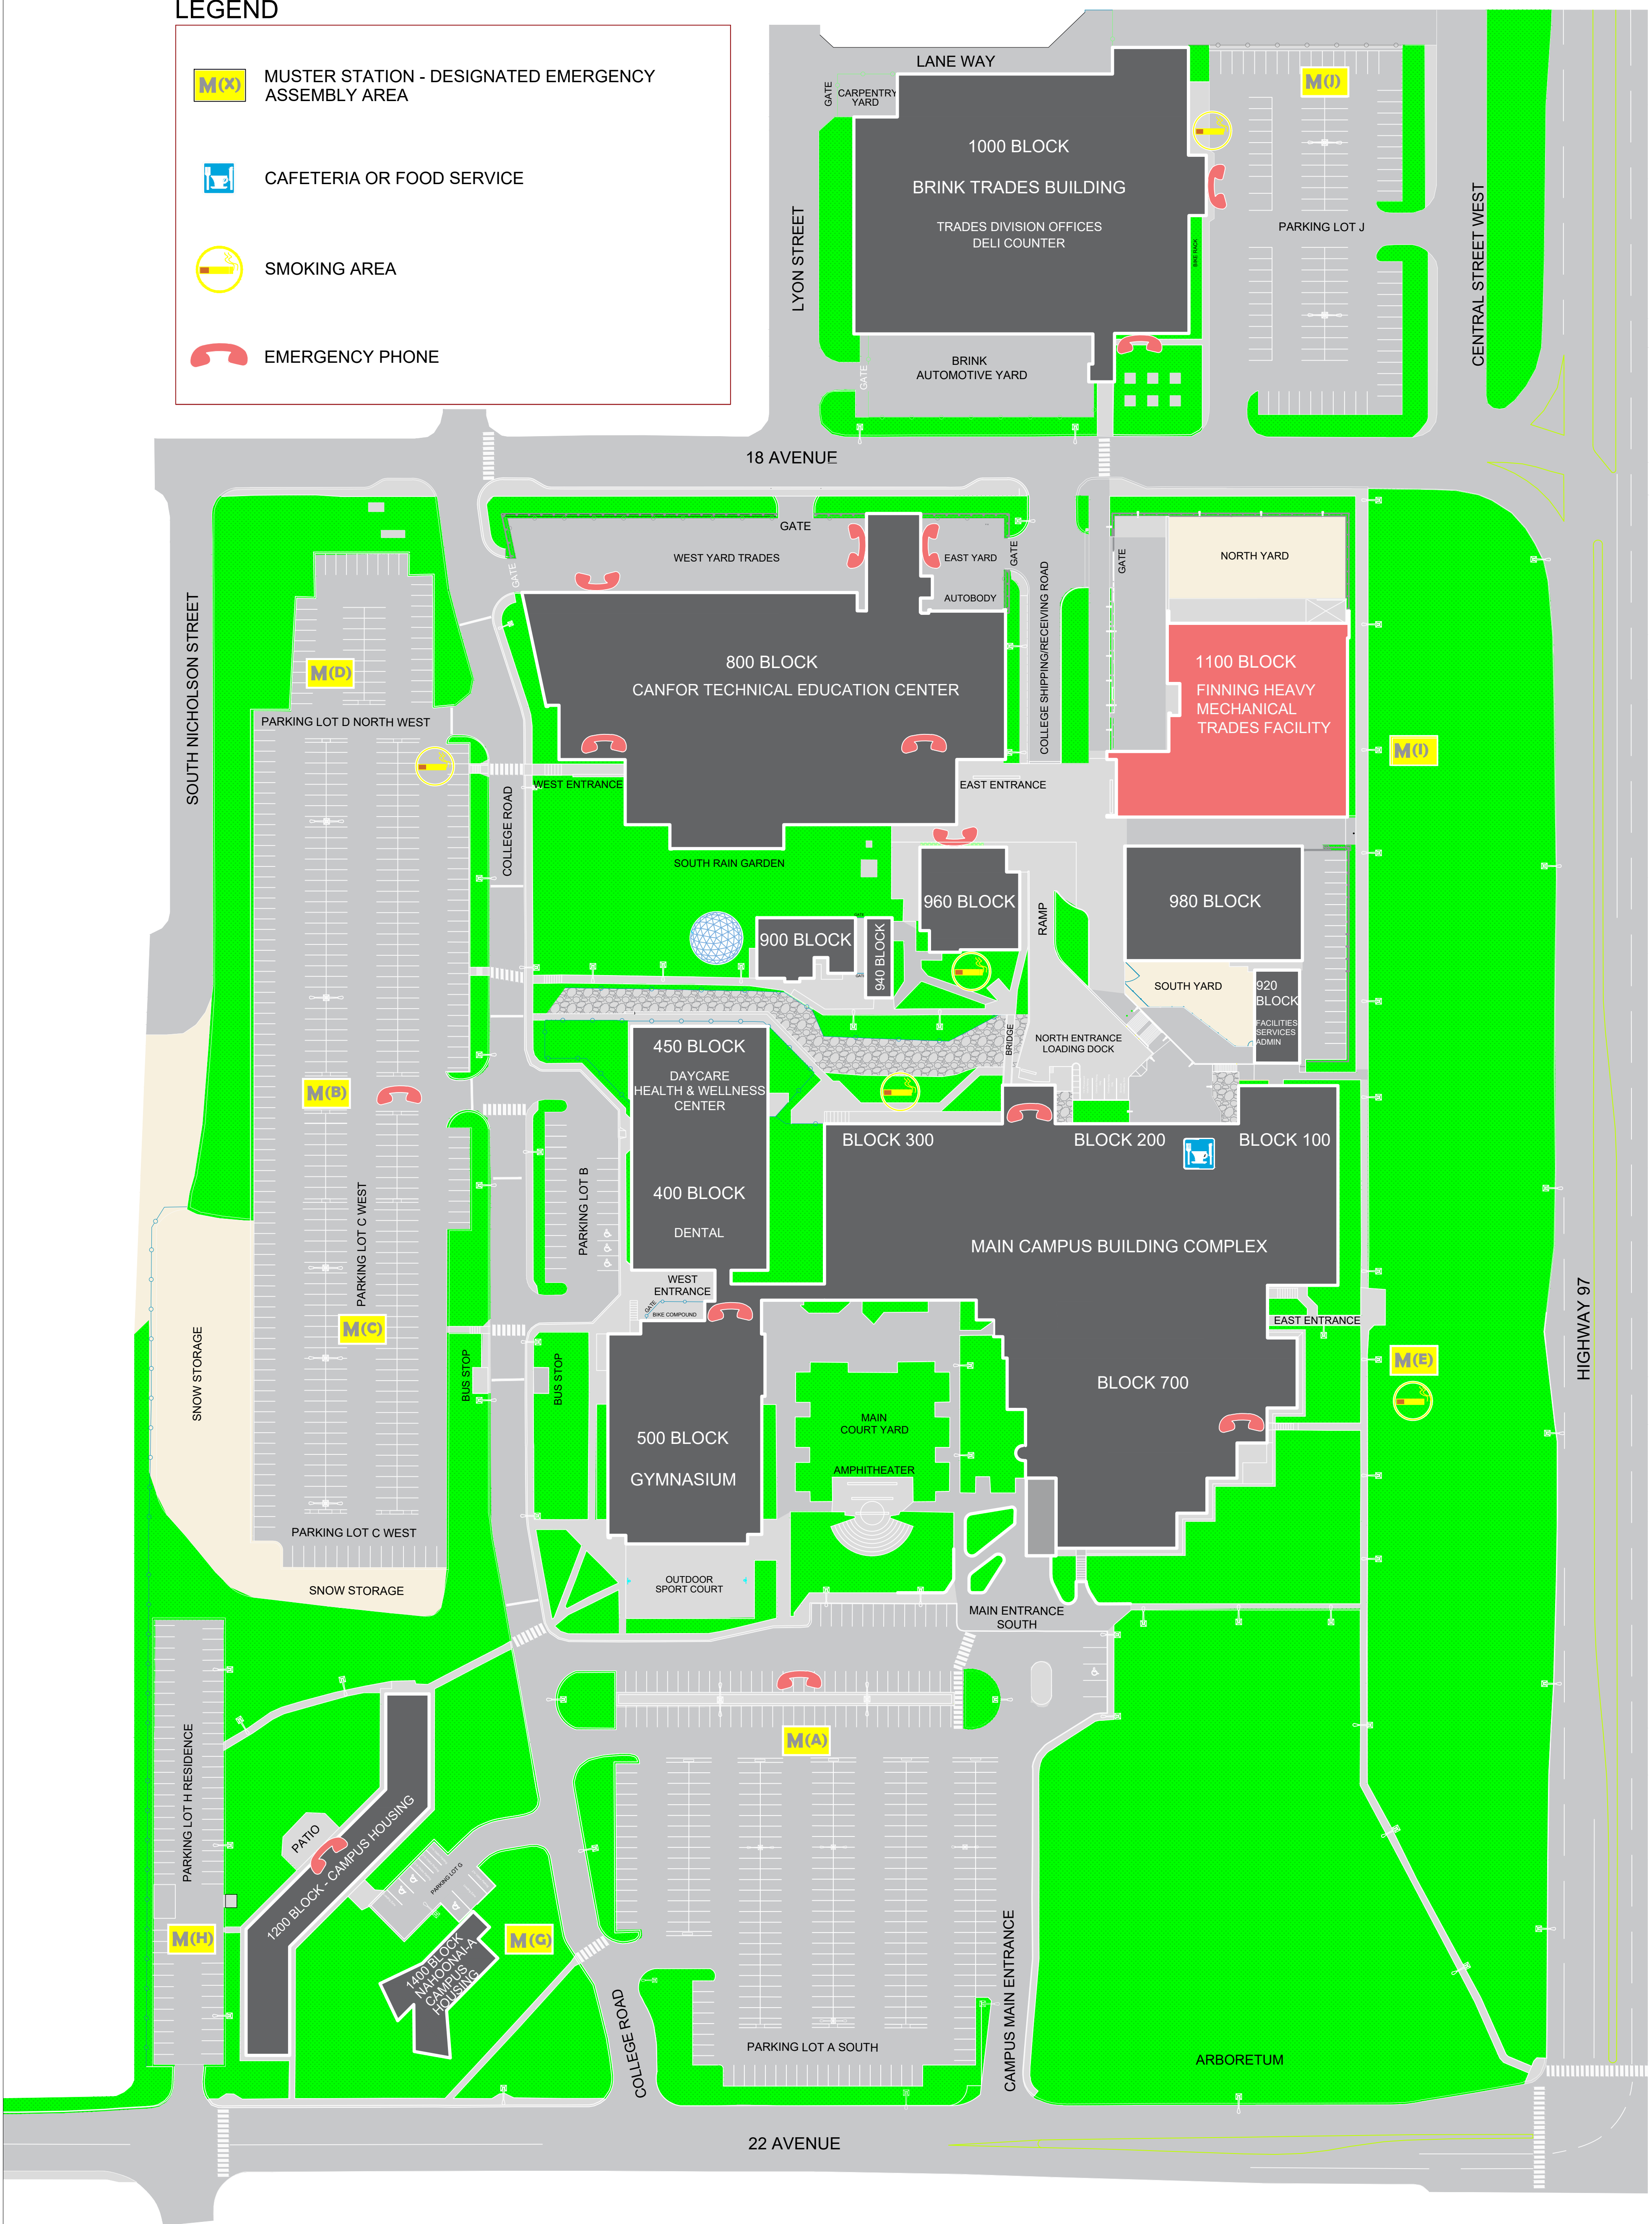 LEGEND
M(X)
MUSTER STATION - DESIGNATED EMERGENCY
ASSEMBLY AREA
CAFETERIA OR FOOD SERVICE
SMOKING AREA
EMERGENCY PHONE
LANE WAY
GATE
CARPENTRY
YARD
M(J)
1000 BLOCK
BRINK TRADES BUILDING
TRADES DIVISION OFFICES
DELI COUNTER
LYON STREET
BIKE RACK
PARKING LOT J
CENTRAL STREET WEST
BRINK
AUTOMOTIVE YARD
GATE
18 AVENUE
GATE
WEST YARD TRADES
GATE
EAST YARD
GATE
AUTOBODY
COLLEGE SHIPPING/RECEIVING ROAD
GATE
NORTH YARD
SOUTH NICHOLSON STREET
800 BLOCK
CANFOR TECHNICAL EDUCATION CENTER
1100 BLOCK
FINNING HEAVY
MECHANICAL
TRADES FACILITY
M(D)
PARKING LOT D NORTH WEST
M(I)
WEST ENTRANCE
EAST ENTRANCE
COLLEGE ROAD
SOUTH RAIN GARDEN
960 BLOCK
RAMP
980 BLOCK
900 BLOCK
940 BLOCK
SOUTH YARD
920
BLOCK
FACILITIES
SERVICES
ADMIN
BRIDGE
NORTH ENTRANCE
LOADING DOCK
450 BLOCK
DAYCARE
HEALTH & WELLNESS
CENTER
M(B)
BLOCK 300
BLOCK 200
BLOCK 100
PARKING LOT B
400 BLOCK
DENTAL
PARKING LOT C WEST
MAIN CAMPUS BUILDING COMPLEX
WEST
ENTRANCE
GATE
BIKE COMPOUND
M(C)
EAST ENTRANCE
HIGHWAY 97
SNOW STORAGE
BUS STOP
BUS STOP
M(E)
BLOCK 700
MAIN
COURT YARD
500 BLOCK
GYMNASIUM
AMPHITHEATER
PARKING LOT C WEST
SNOW STORAGE
OUTDOOR
SPORT COURT
MAIN ENTRANCE
SOUTH
M(A)
PARKING LOT H RESIDENCE
PATIO
1200 BLOCK - CAMPUS HOUSING
PARKING LOT G
M(H)
M(G)
1400 BLOCK
NAHOONAI-A
CAMPUS
HOUSING
COLLEGE ROAD
CAMPUS MAIN ENTRANCE
PARKING LOT A SOUTH
ARBORETUM
22 AVENUE